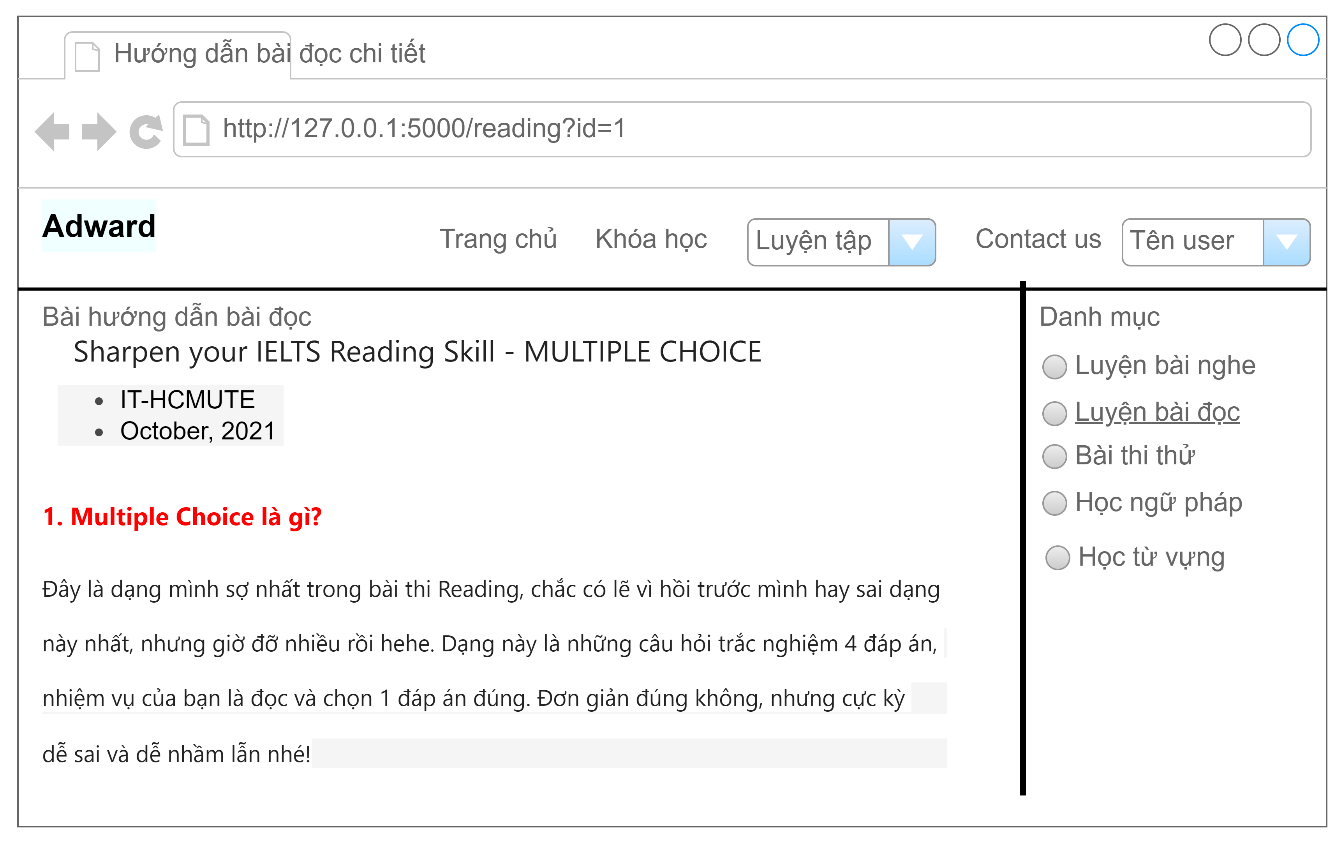 Hướng dẫn bài đọc chi tiết
http://127.0.0.1:5000/reading?id=1
Adward
Trang chủ Khóa học Luyện tập Contact us Tên user
Bài hướng dẫn bài đọc
Sharpen your IELTS Reading Skill - MULTIPLE CHOICE
IT-HCMUTE
October, 2021
1. Multiple Choice là gì?
Đây là dạng mình sợ nhất trong bài thi Reading, chắc có lẽ vì hồi trước mình hay sai dạng
này nhất, nhưng giờ đỡ nhiều rồi hehe. Dạng này là những câu hỏi trắc nghiệm 4 đáp án,
nhiệm vụ của bạn là đọc và chọn 1 đáp án đúng. Đơn giản đúng không, nhưng cực kỳ
dễ sai và dễ nhầm lẫn nhé!
Danh mục
Luyện bài nghe
Luyện bài đọc
Bài thi thử
Học ngữ pháp
Học từ vựng